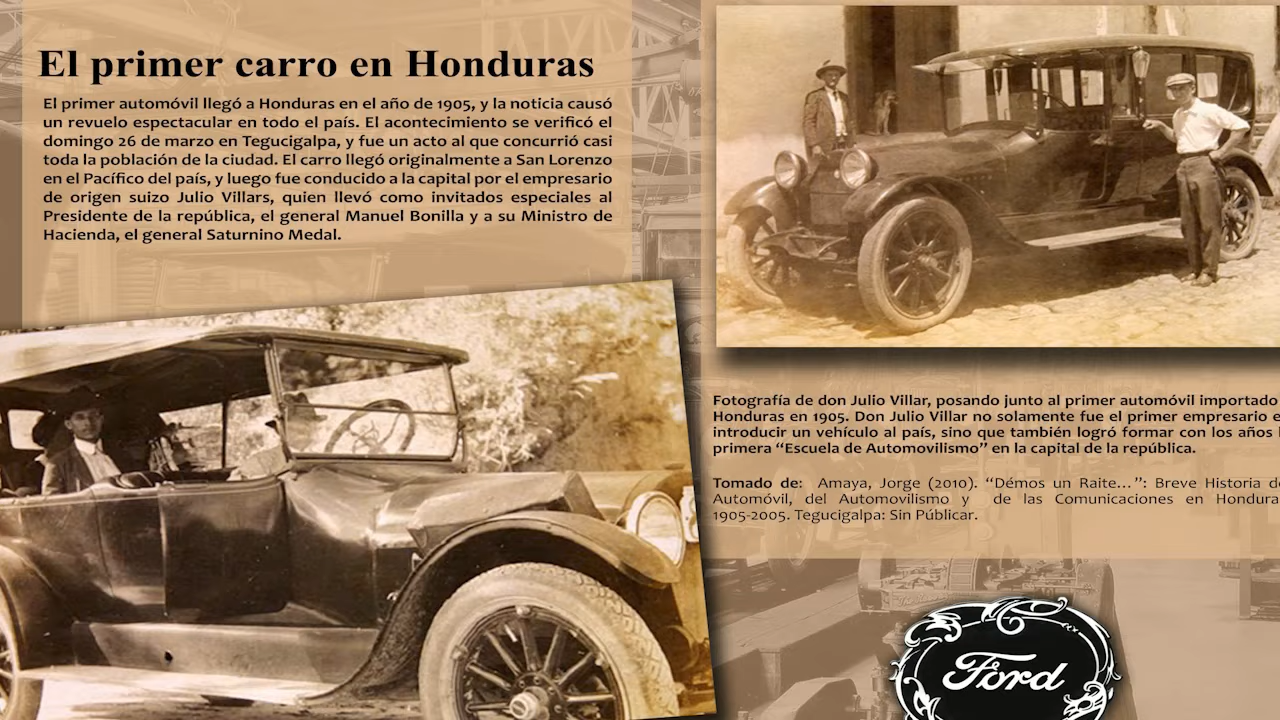 El primer carro en Honduras
El primer automóvil llegó a Honduras en el año de 1905, y la noticia causó
un revuelo espectacular en todo el país. El acontecimiento se verificó el
domingo 26 de marzo en Tegucigalpa, y fue un acto al que concurrió casi
toda la población de la ciudad. El carro llegó originalmente a San Lorenzo
en el Pacífico del país, y luego fue conducido a la capital por el empresario
de origen suizo Julio Villars, quien llevó como invitados especiales al
Presidente de la república, el general Manuel Bonilla y a su Ministro de
Hacienda, el general Saturnino Medal.
Fotografía de don Julio Villar, posando junto al primer automóvil importado
Honduras en 1905. Don Julio Villar no solamente fue el primer empresario e
introducir un vehículo al país, sino que también logró formar con los años
primera “Escuela de Automovilismo” en la capital de la república.
Tomado de: Amaya, Jorge (2010). “Démos un Raite...”: Breve Historia de
Automóvil, del Automovilismo y de las Comunicaciones en Hondura
1905-2005. Tegucigalpa: Sin Públicar.
Ford